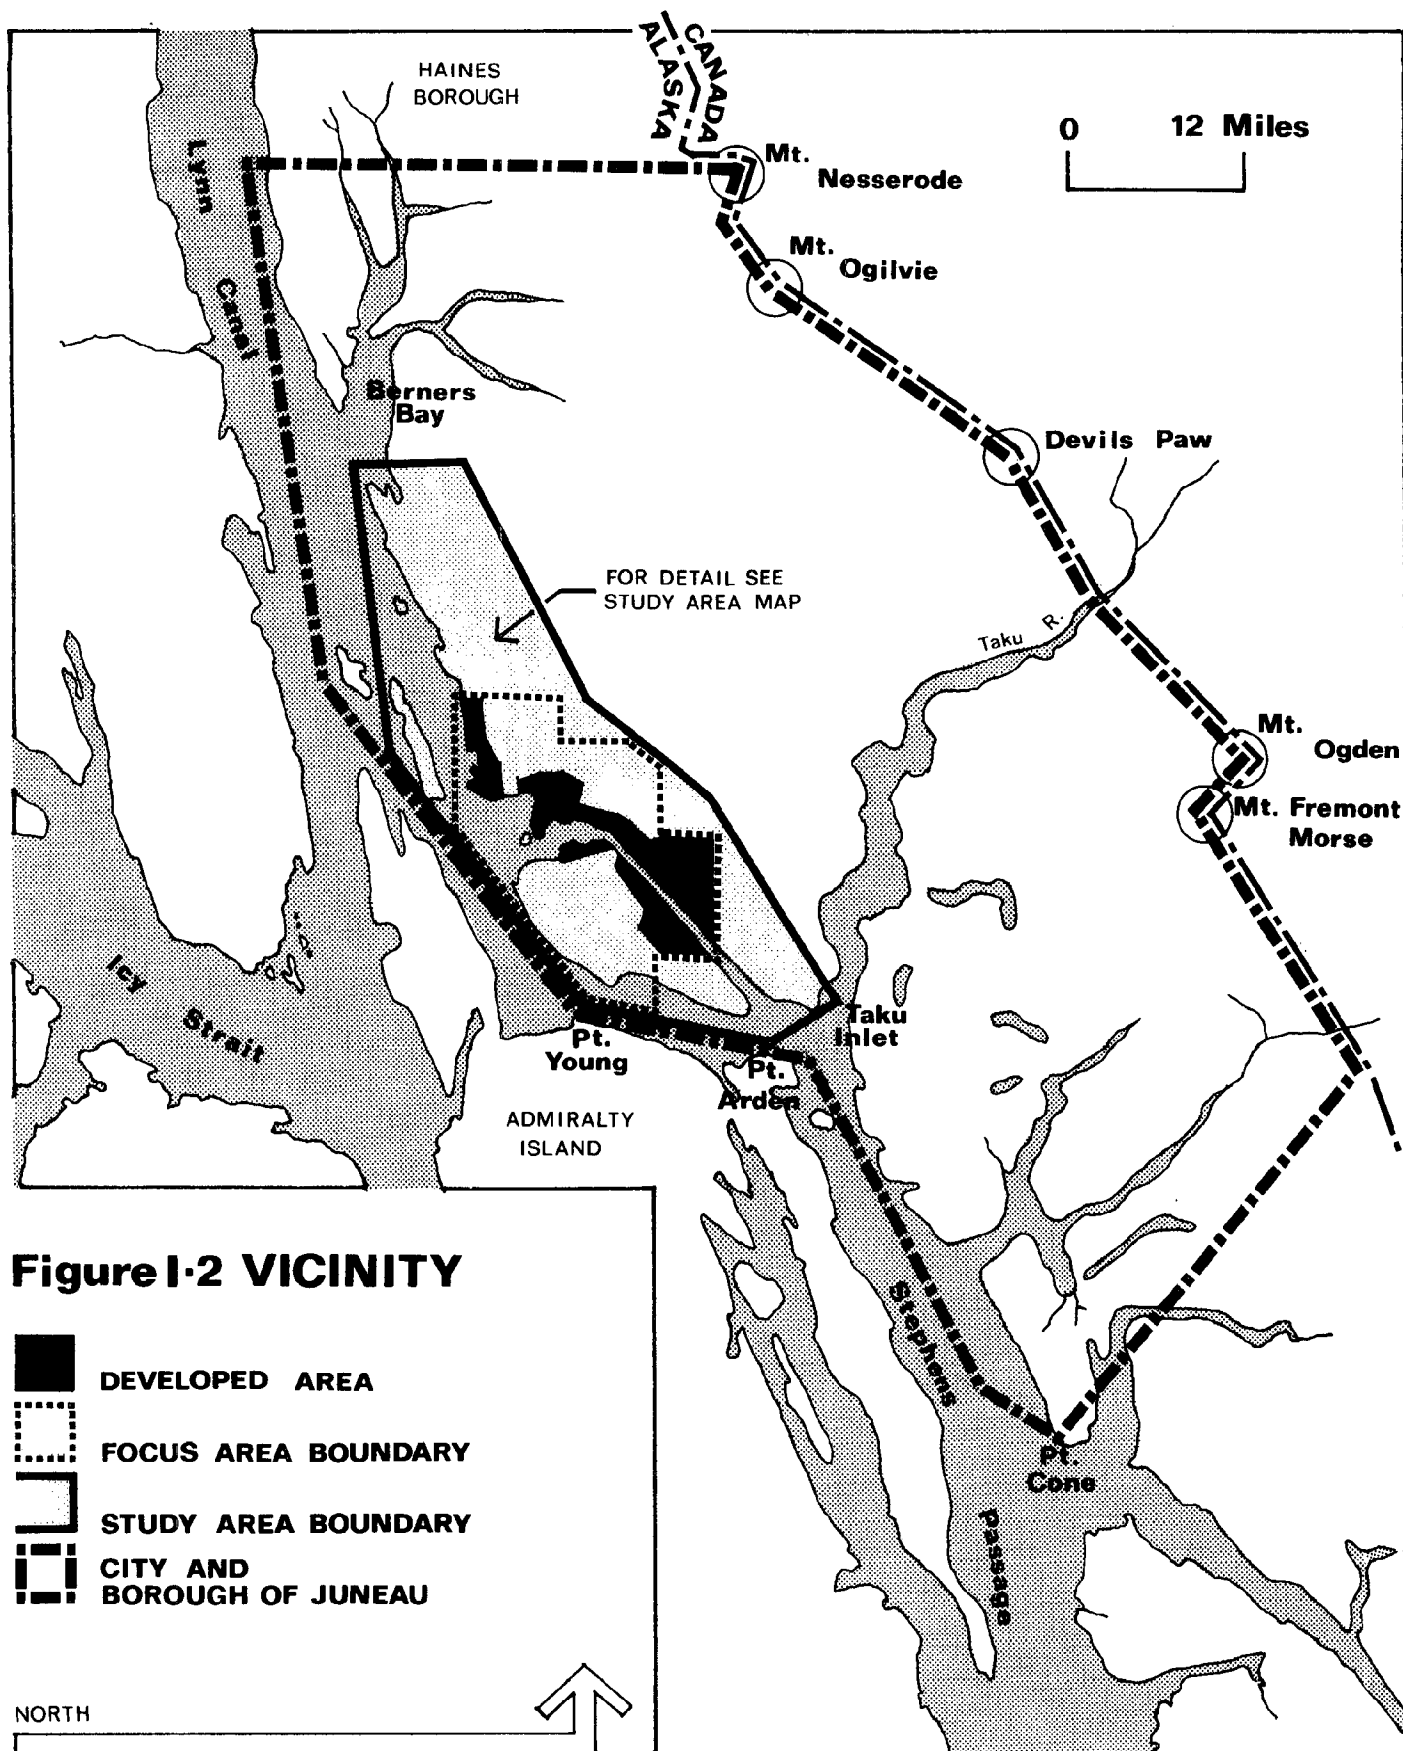 HAINES
BOROUGH
CANADA
ALASKA
0 12 Miles
Mt.
Nesserode
Lynn
Canal
Mt.
Ogilvie
Berners
Bay
Devils Paw
FOR DETAIL SEE
STUDY AREA MAP
Taku R.
Mt.
Ogden
Mt. Fremont
Morse
Icy
Strait
Taku
Inlet
Pt.
Young
Pt.
Arden
ADMIRALTY
ISLAND
Stephens
passage
Pt.
Cone
Figure I·2 VICINITY
DEVELOPED AREA
FOCUS AREA BOUNDARY
STUDY AREA BOUNDARY
CITY AND
BOROUGH OF JUNEAU
NORTH